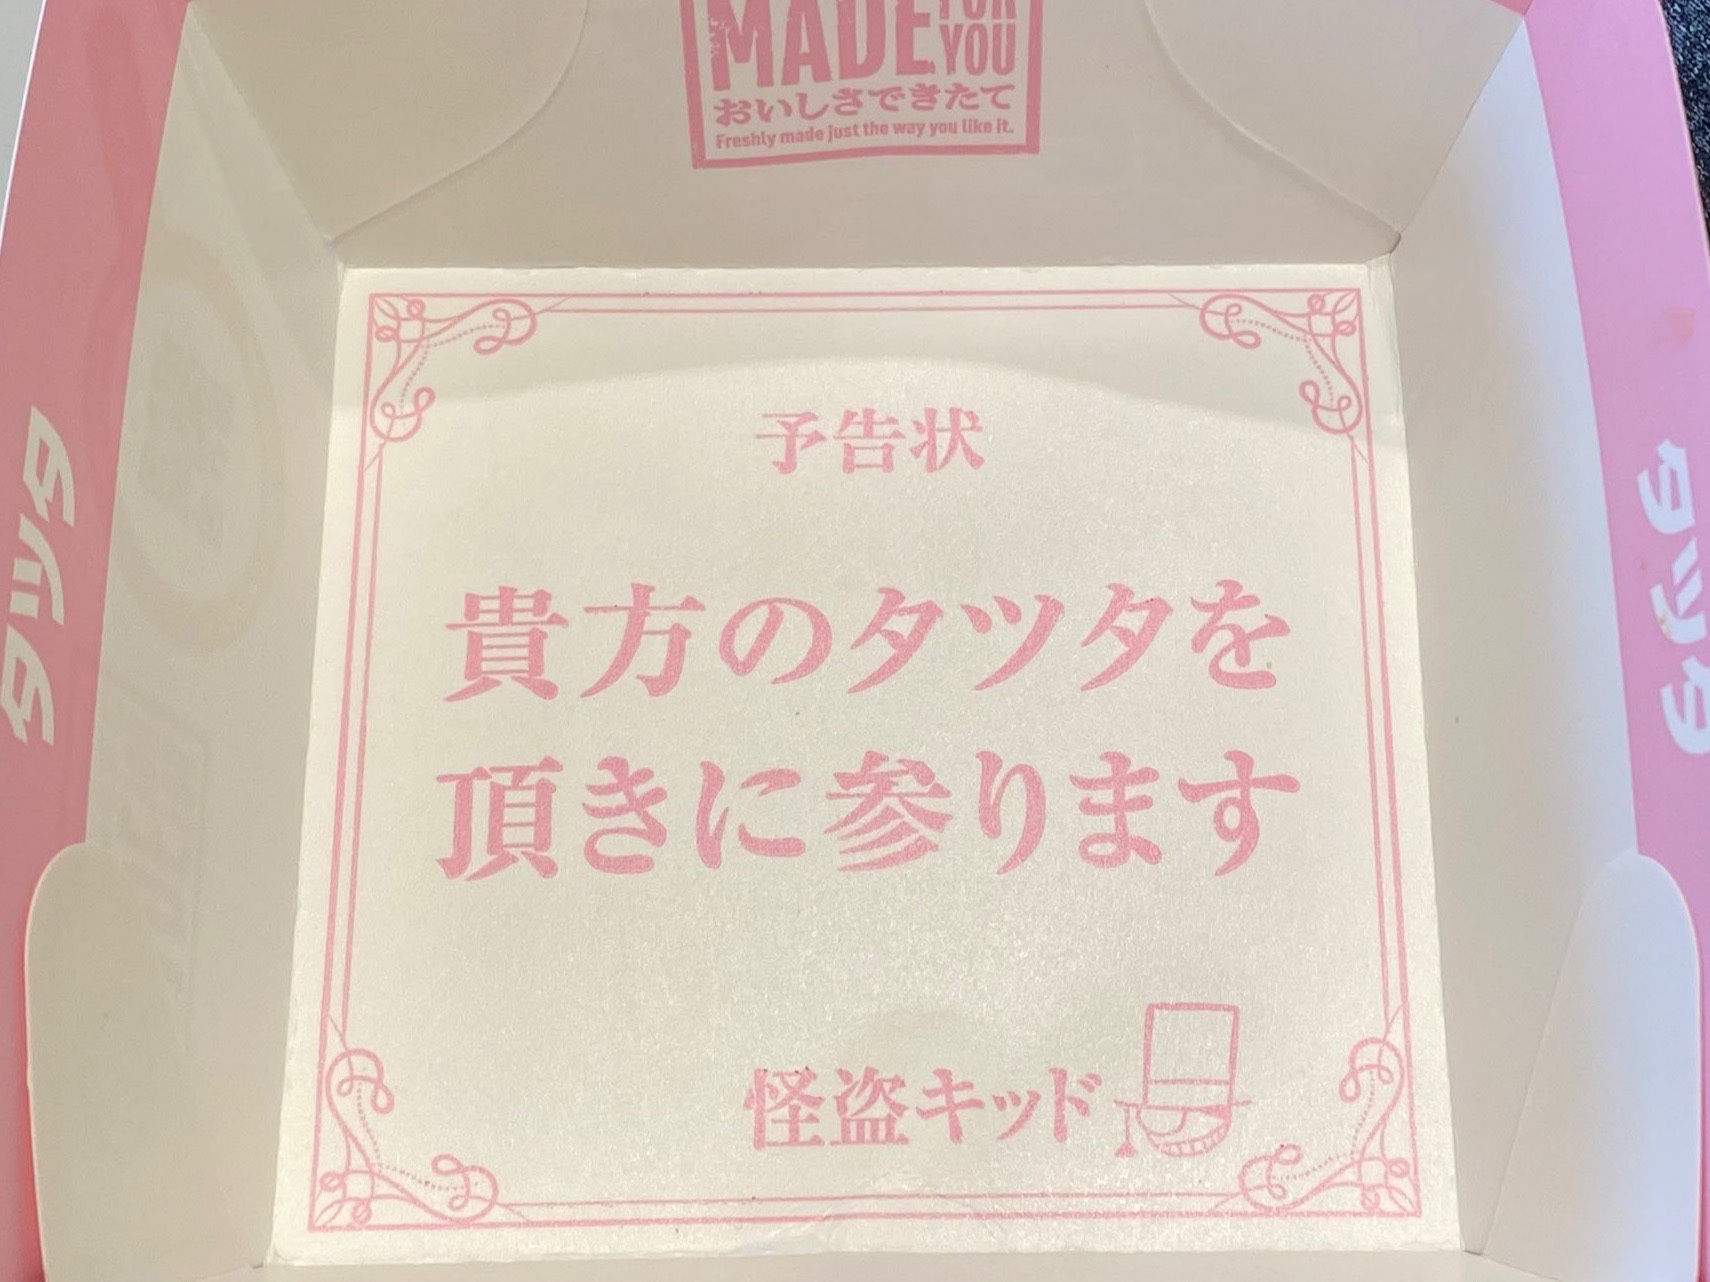 MADE FOR YOU
おいしさできたて
Freshly made just the way you like it.
予告状
貴方のタツタを
頂きに参ります
怪盗キッド
タツタ
タツタ